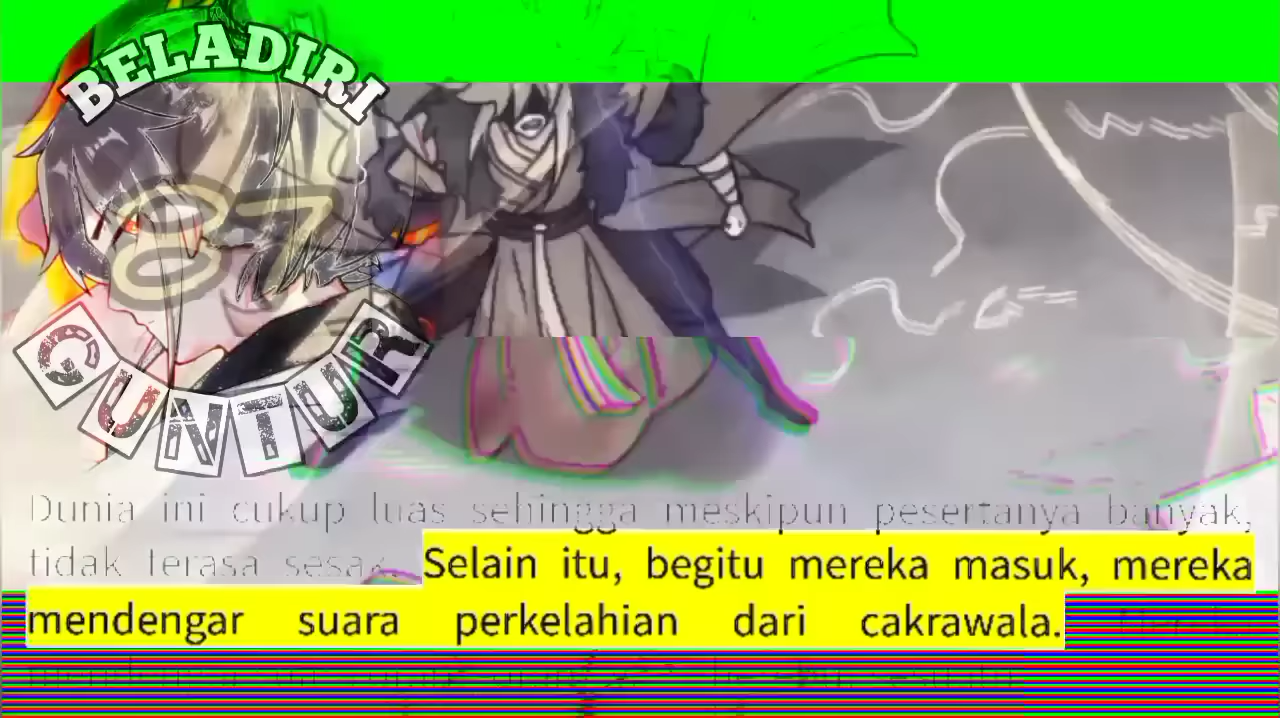 BELADIRI
87
GUNTUR
Dunia ini cukup luas sehingga meskipun pesertanya banyak,
tidak terasa sesak. Selain itu, begitu mereka masuk, mereka
mendengar suara perkelahian dari cakrawala.